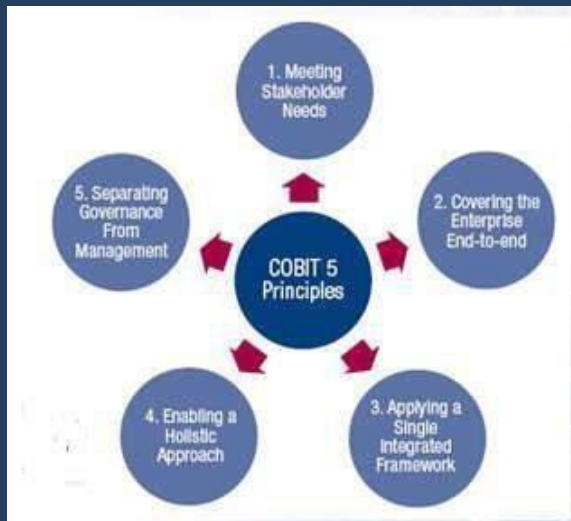 1. Meeting
Stakeholder
Needs
5. Separating
Governance
From
Management
2. Covering the
Enterprise
End-to-end
COBIT 5
Principles
4. Enabling a
Holistic
Approach
3. Applying a
Single
Integrated
Framework